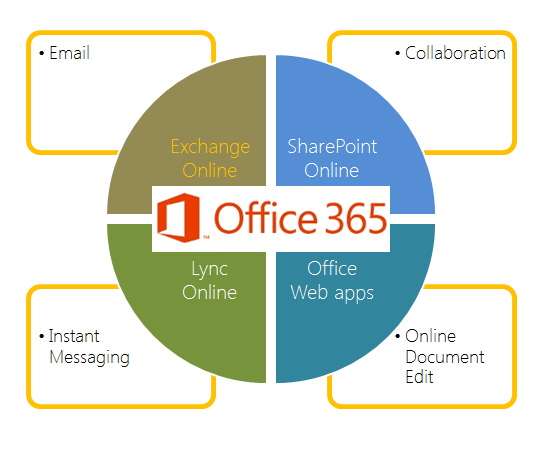 • Email
• Collaboration
Exchange
Online
SharePoint
Online
Office 365
™
Lync
Online
Office
Web apps
• Instant
Messaging
• Online
Document
Edit